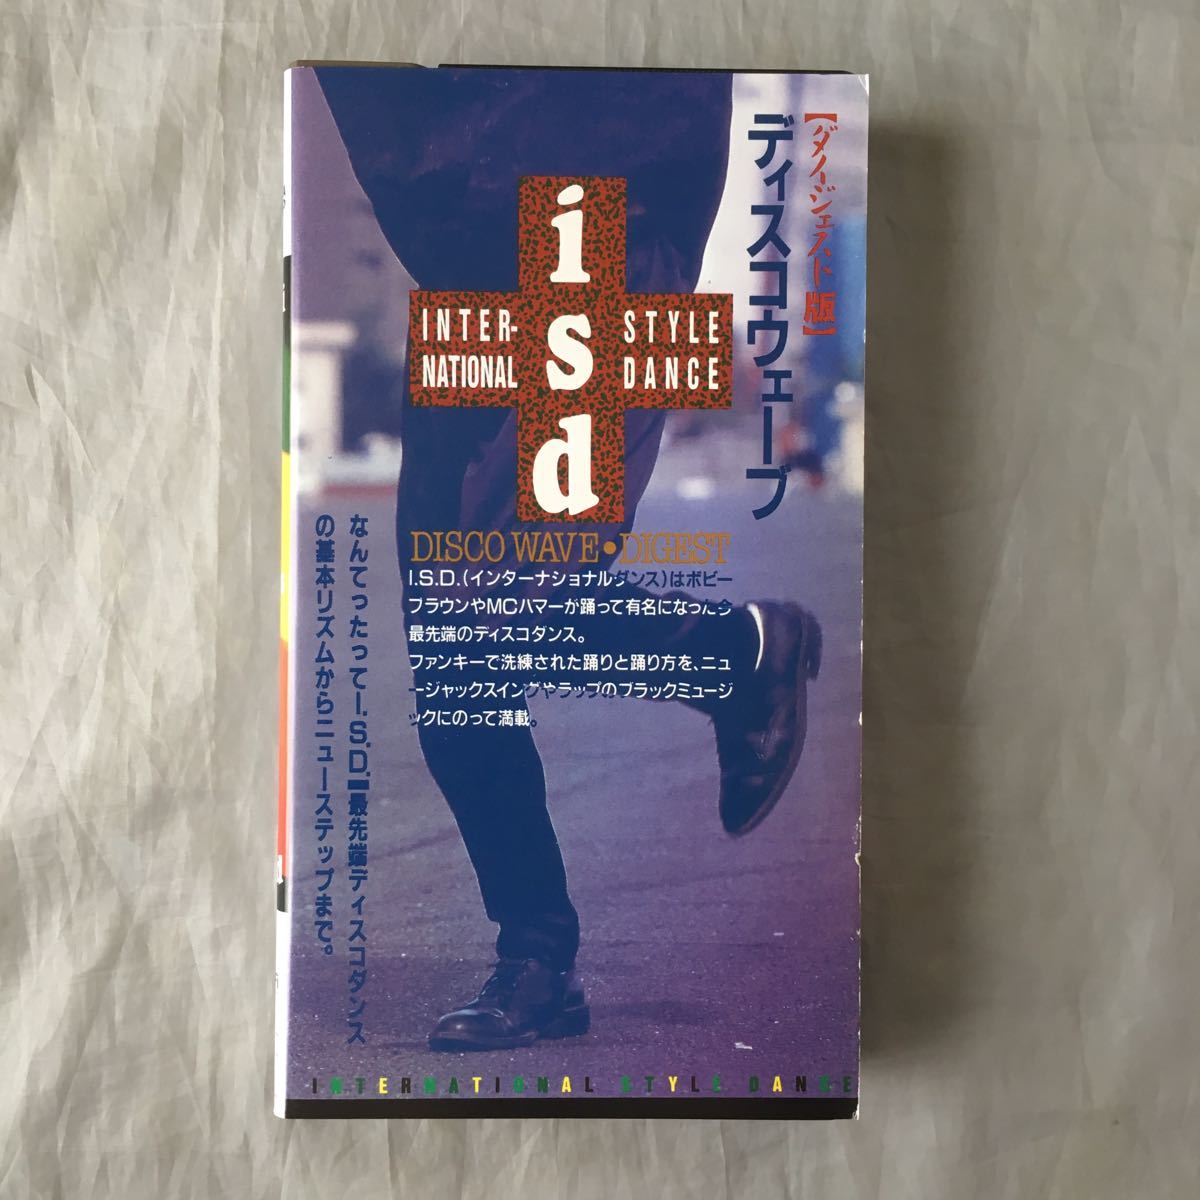 【ダイジェスト版】
ディスコウェーブ
i
s
d
INTER-
NATIONAL
STYLE
DANCE
DISCO WAVE•DIGEST
I.S.D.(インターナショナルダンス)はボビー
ブラウンやMCハマーが踊って有名になった今
最先端のディスコダンス。
ファンキーで洗練された踊りと踊り方を、ニュ
ージャックスイングやラップのブラックミュージ
ックにのって満載。
なんてったってI.S.D.=最先端ディスコダンス
の基本リズムからニューステップまで。
INTERNATIONAL STYLE DANCE